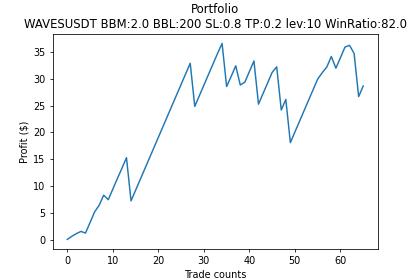 Portfolio
WAVESUSDT BBM:2.0 BBL:200 SL:0.8 TP:0.2 lev:10 WinRatio:82.0
35
30
25
20
15
10
5
0
Profit ($)
0 10 20 30 40 50 60
Trade counts